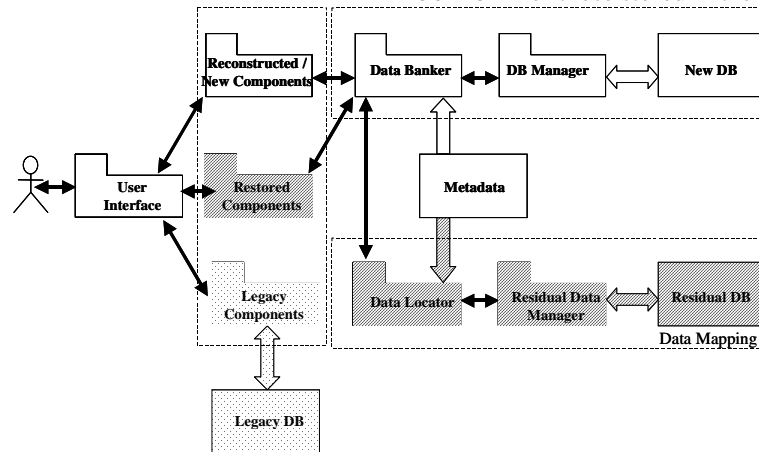 Reconstructed /
New Components
Data Banker
DB Manager
New DB
User
Interface
Restored
Components
Metadata
Legacy
Components
Data Locator
Residual Data
Manager
Residual DB
Data Mapping
Legacy DB